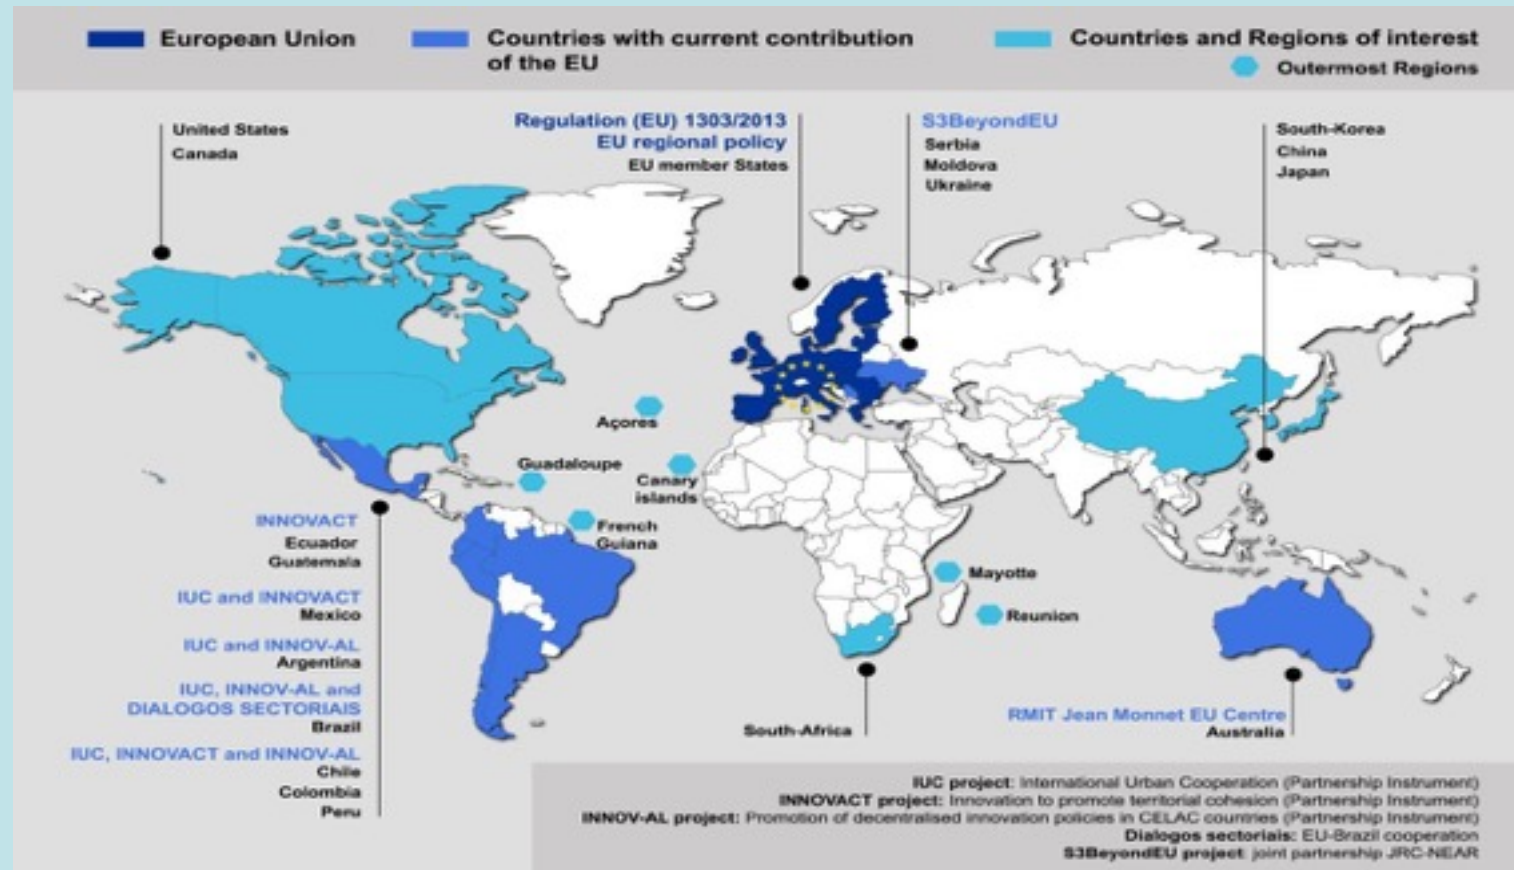 European Union
Countries with current contribution
of the EU
Countries and Regions of interest
Outermost Regions
United States
Canada
Regulation (EU) 1303/2013
EU regional policy
EU member States
S3BeyondEU
Serbia
Moldova
Ukraine
South-Korea
China
Japan
Açores
Guadaloupe
Canary
islands
French
Guiana
Mayotte
Reunion
INNOVACT
Ecuador
Guatemala
IUC and INNOVACT
Mexico
IUC and INNOV-AL
Argentina
IUC, INNOV-AL and
DIALOGOS SECTORIAIS
Brazil
IUC, INNOVACT and INNOV-AL
Chile
Colombia
Peru
South-Africa
RMIT Jean Monnet EU Centre
Australia
IUC project: International Urban Cooperation (Partnership Instrument)
INNOVACT project: Innovation to promote territorial cohesion (Partnership Instrument)
INNOV-AL project: Promotion of decentralised innovation policies in CELAC countries (Partnership Instrument)
Dialogos sectoriais: EU-Brazil cooperation
S3BeyondEU project: joint partnership JRC-NEAR